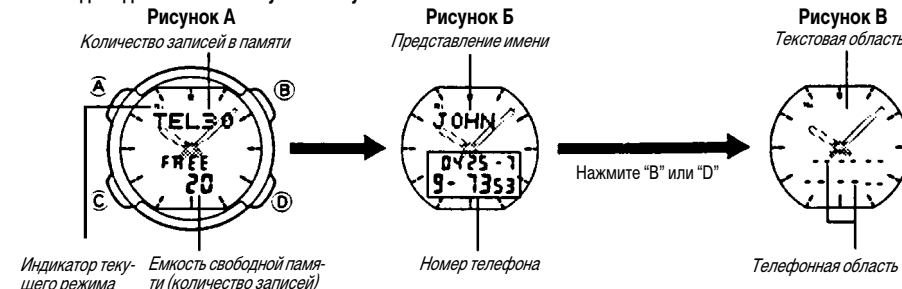 Рисунок А
Количество записей в памяти
A
B
TEL30
FREE
20
C
D
Индикатор теку-
щего режима
Емкость свободной памя-
ти (количество записей)
Рисунок Б
Представление имени
JOHN
0425-7
9-7353
Номер телефона
Нажмите “B” или “D”
Рисунок В
Текстовая область
Телефонная область